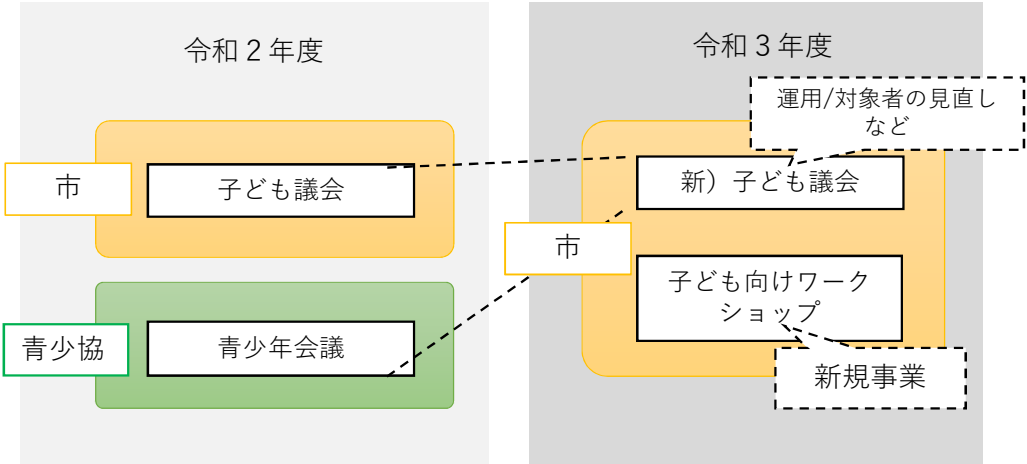 令和２年度
市
子ども議会
青少協
青少年会議
令和３年度
運用/対象者の見直し
など
新）子ども議会
市
子ども向けワーク
ショップ
新規事業